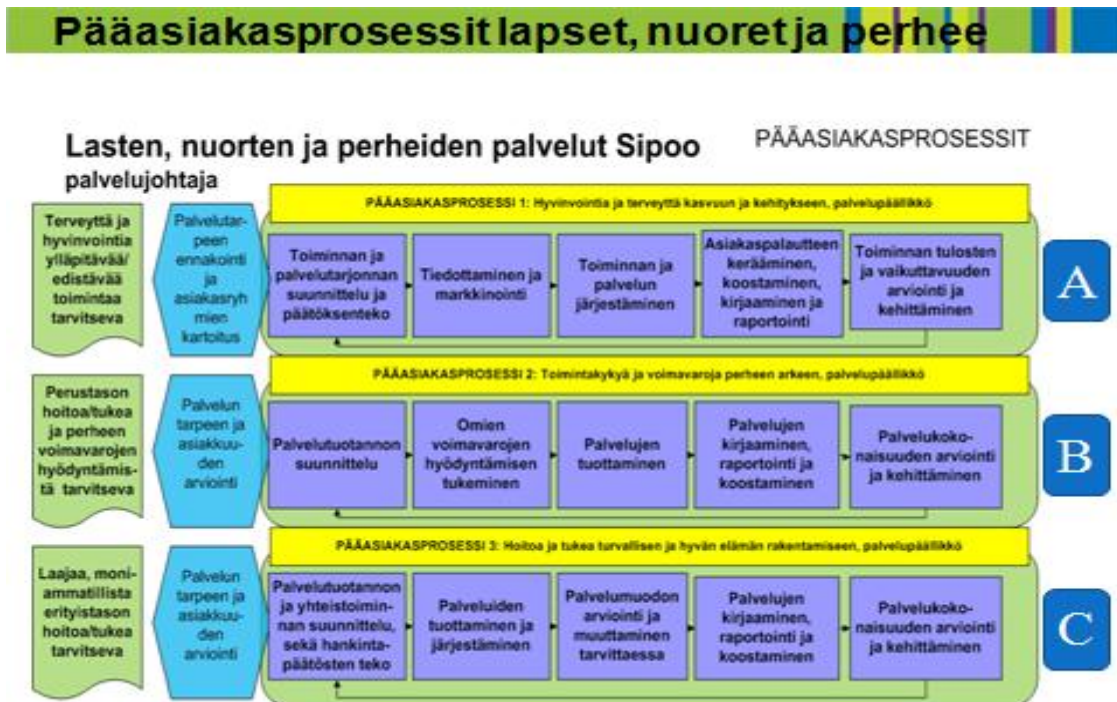 Pääasiakasprosessit lapset, nuoret ja perhee
Lasten, nuorten ja perheiden palvelut Sipoo
PÄÄASIAKASPROSESSIT
palvelujohtaja
PÄÄASIAKASPROSESSI 1: Hyvinvointia ja terveyttä kasvuun ja kehitykseen, palvelupäällikkö
Terveyttä ja
hyvinvointia
ylläpitävää/
edistävää
toimintaa
tarvitseva
Palvelutar-
peen
ennakointi
ja
asiakasryh
mien
kartoitus
Toiminnan ja
palvelutarjonnan
suunnittelu ja
päätöksenteko
Tiedottaminen ja
markkinointi
Toiminnan ja
palvelun
järjestäminen
Asiakaspalautteen
kerääminen,
koostaminen,
kirjaaminen ja
raportointi
Toiminnan tulosten
ja vaikuttavuuden
arviointi ja
kehittäminen
A
PÄÄASIAKASPROSESSI 2: Toimintakykyä ja voimavaroja perheen arkeen, palvelupäällikkö
Perustason
hoitoa/tukea
ja perheen
voimavarojen
hyödyntämis-
tä tarvitseva
Palvelun
tarpeen ja
asiakkuu-
den
arviointi
Palvelutuotannon
suunnittelu
Omien
voimavarojen
hyödyntämisen
tukeminen
Palvelujen
tuottaminen
Palvelujen
kirjaaminen,
raportointi ja
koostaminen
Palvelukoko-
naisuuden arviointi
ja kehittäminen
B
PÄÄASIAKASPROSESSI 3: Hoitoa ja tukea turvallisen ja hyvän elämän rakentamiseen, palvelupäällikkö
Laajaa, moni-
ammatillista
erityistason
hoitoa/tukea
tarvitseva
Palvelun
tarpeen ja
asiakkuu-
den
arviointi
Palvelutuotannon
ja yhteistoimin-
nan suunnittelu,
sekä hankinta-
päätösten teko
Palveluiden
tuottaminen ja
järjestäminen
Palvelumuodon
arviointi ja
muuttaminen
tarvittaessa
Palvelujen
kirjaaminen,
raportointi ja
koostaminen
Palvelukoko-
naisuuden arviointi
ja kehittäminen
C